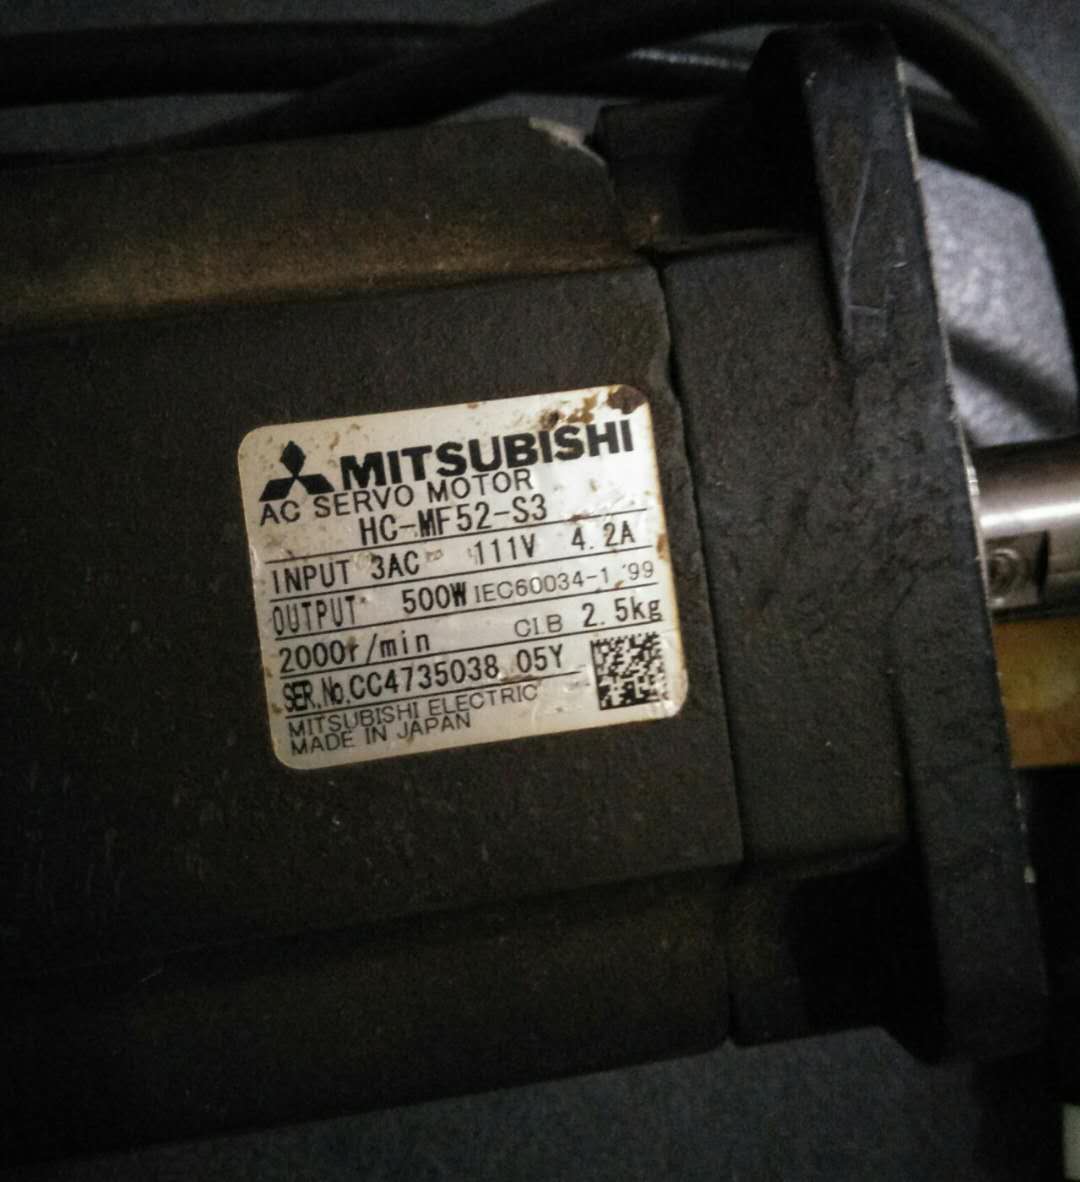 MITSUBISHI
AC SERVO MOTOR
HC-MF52-S3
INPUT 3AC 111V 4.2A
OUTPUT 500W IEC60034-1 '99
2000r/min CI.B 2.5kg
SER.No.CC4735038 05Y
MITSUBISHI ELECTRIC
MADE IN JAPAN